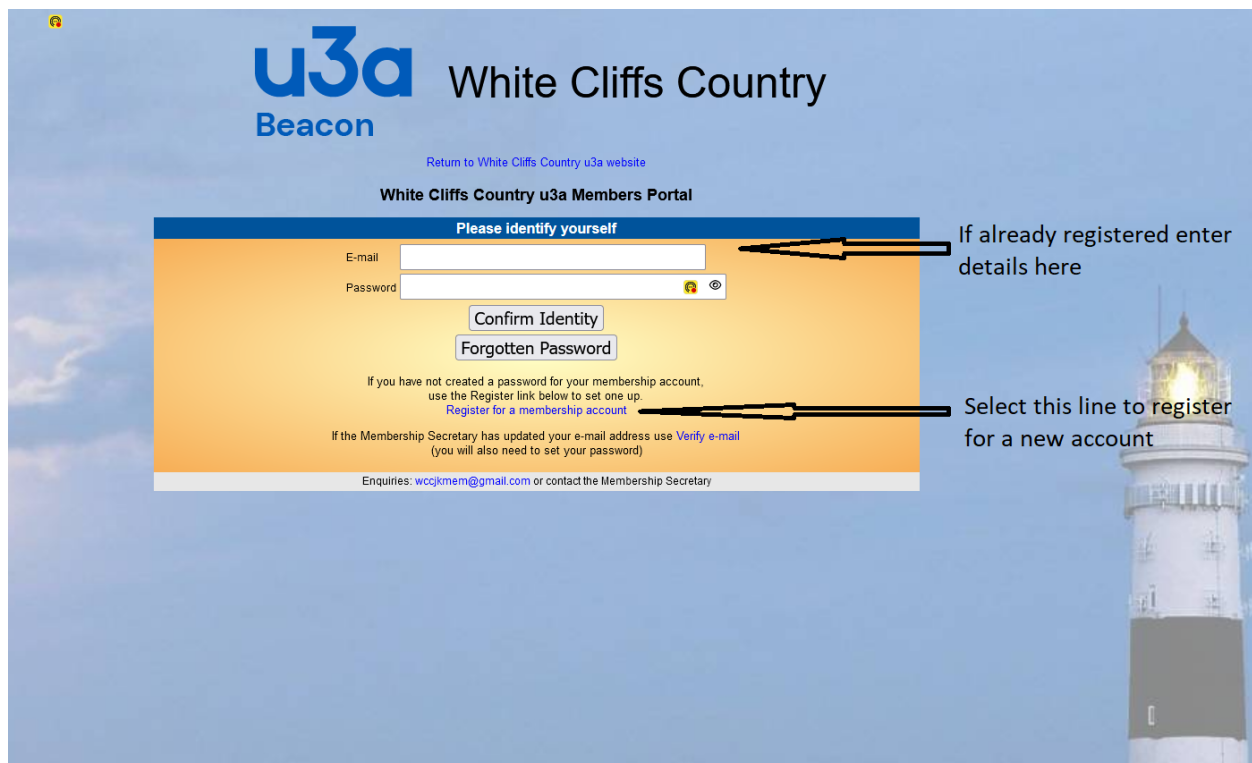 u3a
Beacon
White Cliffs Country
Return to White Cliffs Country u3a website
White Cliffs Country u3a Members Portal
Please identify yourself
E-mail
Password
Confirm Identity
Forgotten Password
If you have not created a password for your membership account,
use the Register link below to set one up.
Register for a membership account
If the Membership Secretary has updated your e-mail address use Verify e-mail
(you will also need to set your password)
Enquiries: wccjkmem@gmail.com or contact the Membership Secretary
If already registered enter
details here
Select this line to register
for a new account